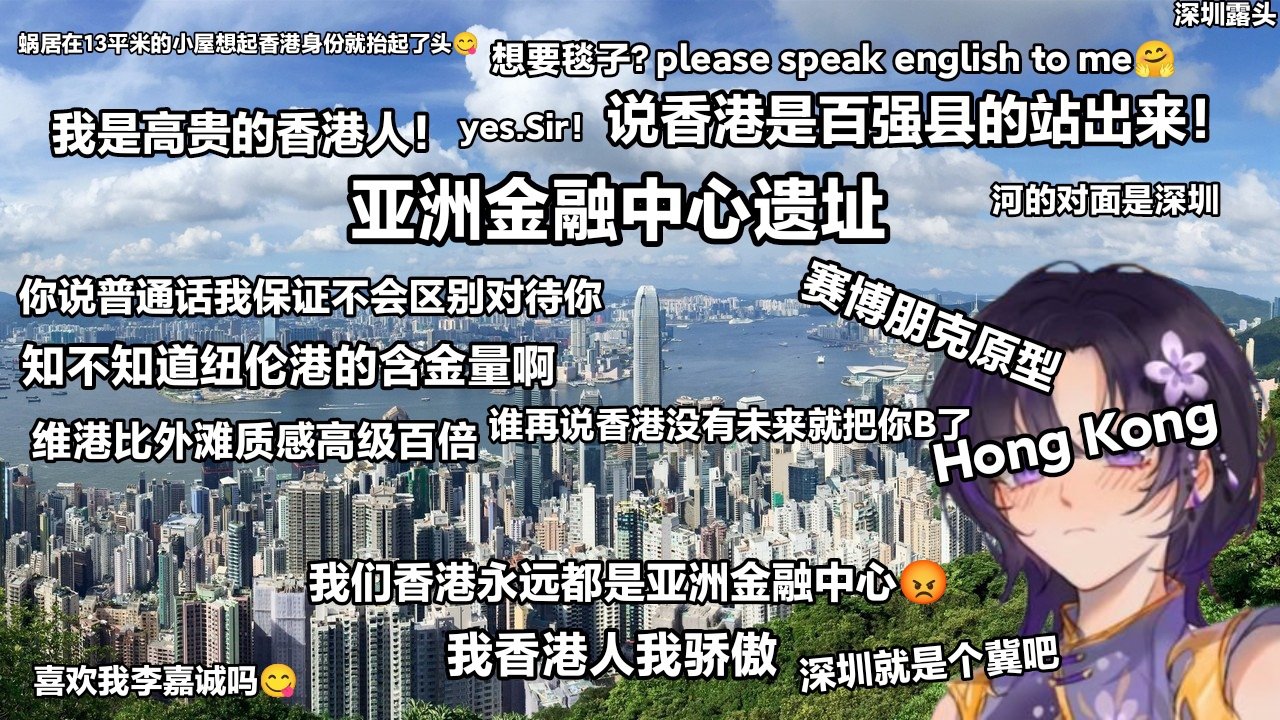 深圳露头
蜗居在13平米的小屋想起香港身份就抬起了头😋
想要毯子? please speak english to me🤗
我是高贵的香港人!
yes.Sir!
说香港是百强县的站出来!
亚洲金融中心遗址
河的对面是深圳
你说普通话我保证不会区别对待你
赛博朋克原型
知不知道纽伦港的含金量啊
维港比外滩质感高级百倍
谁再说香港没有未来就把你B了
Hong Kong
我们香港永远都是亚洲金融中心😡
我香港人我骄傲
深圳就是个冀吧
喜欢我李嘉诚吗😋